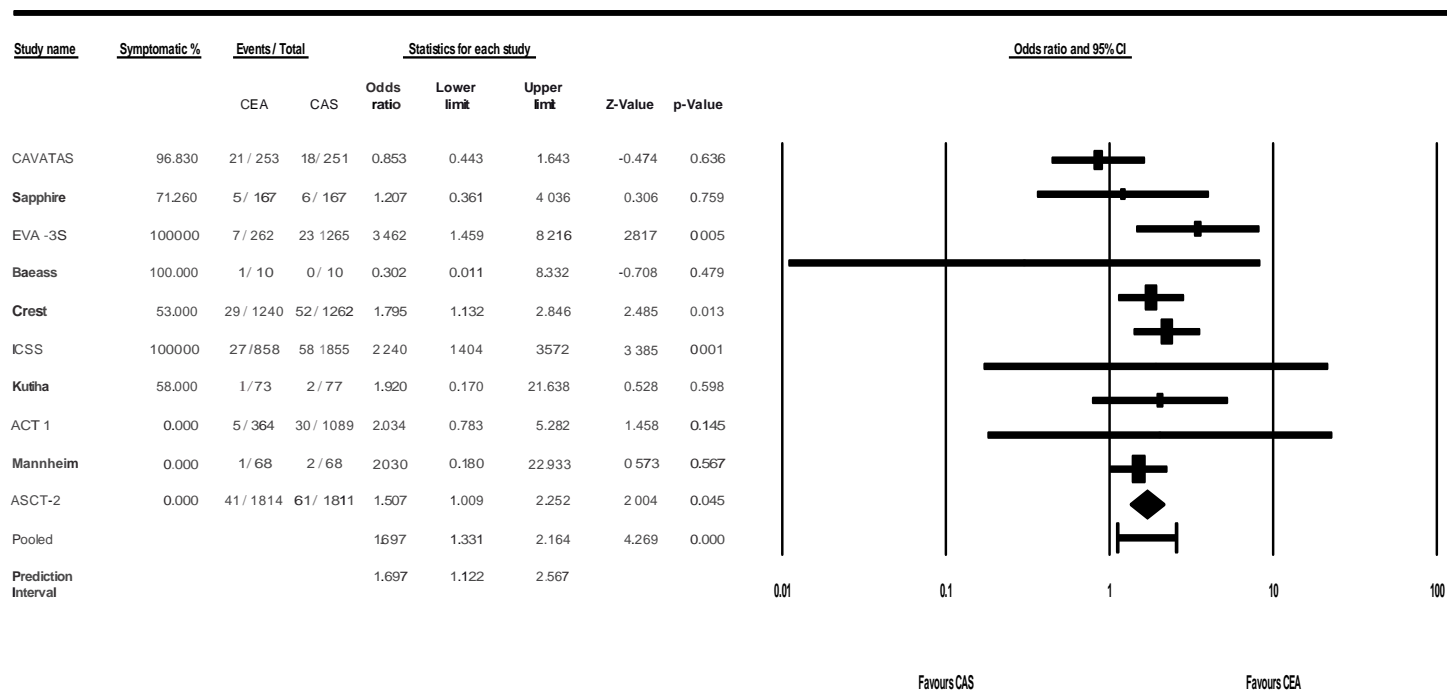 Study name Symptomatic % Events / Total Statistics for each study Odds ratio and 95% CI
CEA CAS Odds ratio Lower limit Upper limit Z-Value p-Value
CAVATAS 96.830 21 / 253 18/ 251 0.853 0.443 1.643 -0.474 0.636
Sapphire 71.260 5 / 167 6 / 167 1.207 0.361 4 036 0.306 0.759
EVA -3S 100000 7 / 262 23 1265 3 462 1.459 8 216 2817 0005
Baeass 100.000 1 / 10 0 / 10 0.302 0.011 8.332 -0.708 0.479
Crest 53.000 29 / 1240 52 / 1262 1.795 1.132 2.846 2.485 0.013
ICSS 100000 27 /858 58 1855 2 240 1404 3572 3 385 0001
Kutiha 58.000 1/ 73 2 / 77 1.920 0.170 21.638 0.528 0.598
ACT 1 0.000 5 / 364 30 / 1089 2.034 0.783 5.282 1.458 0.145
Mannheim 0.000 1 / 68 2 / 68 2030 0.180 22.933 0 573 0.567
ASCT-2 0.000 41 / 1814 61 / 1811 1.507 1.009 2.252 2 004 0.045
Pooled 1.697 1.331 2.164 4.269 0.000
Prediction 1.697 1.122 2.567
Interval
0.01 0.1 1 10 100
Favours CAS Favours CEA